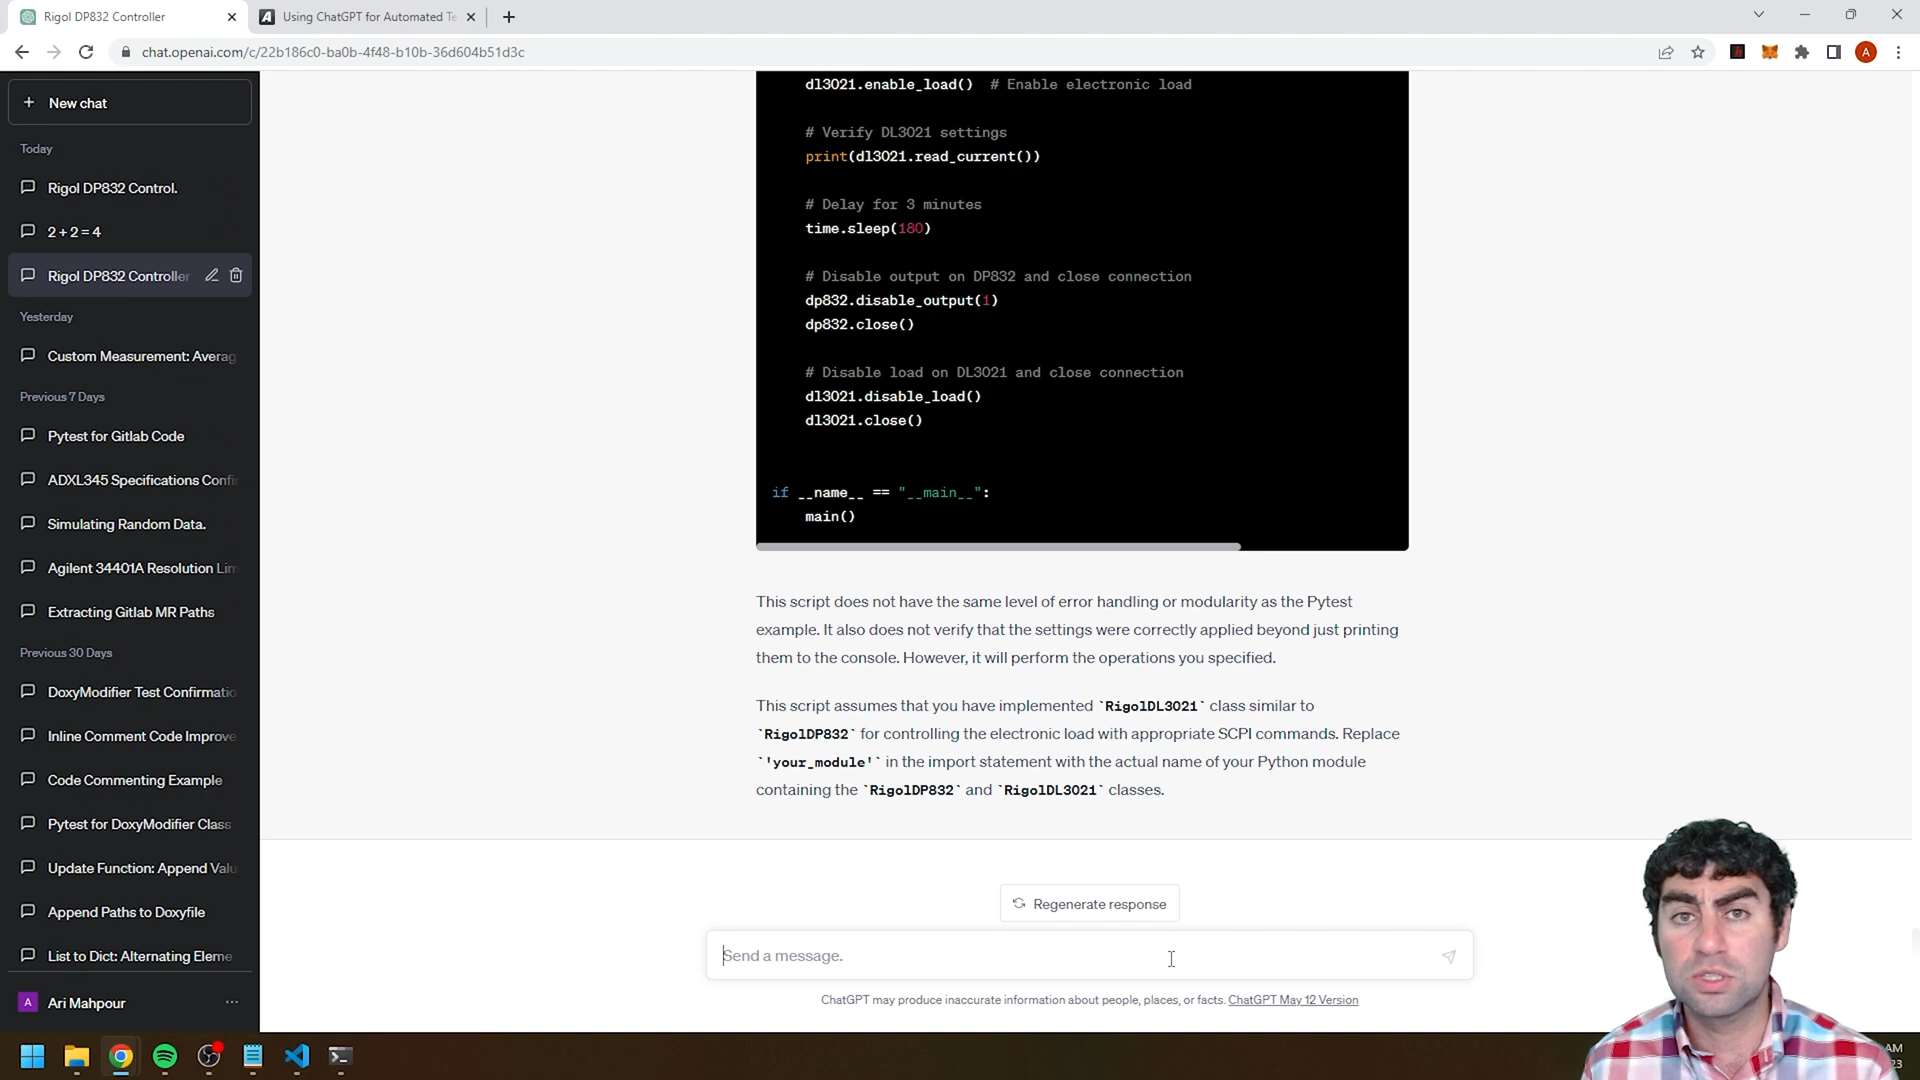 Rigol DP832 Controller
Using ChatGPT for Automated Te
chat.openai.com/c/22b186c0-ba0b-4f48-b10b-36d604b51d3c
A
New chat
Today
Rigol DP832 Control.
2 + 2 = 4
Rigol DP832 Controller
Yesterday
Custom Measurement: Averag
Previous 7 Days
Pytest for Gitlab Code
ADXL345 Specifications Confi
Simulating Random Data.
Agilent 34401A Resolution Lim
Extracting Gitlab MR Paths
Previous 30 Days
DoxyModifier Test Confirmatio
Inline Comment Code Improve
Code Commenting Example
Pytest for DoxyModifier Class
Update Function: Append Valu
Append Paths to Doxyfile
List to Dict: Alternating Eleme
A Ari Mahpour
dl3021.enable_load()  # Enable electronic load
# Verify DL3021 settings
print(dl3021.read_current())
# Delay for 3 minutes
time.sleep(180)
# Disable output on DP832 and close connection
dp832.disable_output(1)
dp832.close()
# Disable load on DL3021 and close connection
dl3021.disable_load()
dl3021.close()
if __name__ == "__main__":
main()
This script does not have the same level of error handling or modularity as the Pytest
example. It also does not verify that the settings were correctly applied beyond just printing
them to the console. However, it will perform the operations you specified.
This script assumes that you have implemented `RigolDL3021` class similar to
`RigolDP832` for controlling the electronic load with appropriate SCPI commands. Replace
`'your_module'` in the import statement with the actual name of your Python module
containing the `RigolDP832` and `RigolDL3021` classes.
Regenerate response
Send a message.
ChatGPT may produce inaccurate information about people, places, or facts. ChatGPT May 12 Version
AM
23